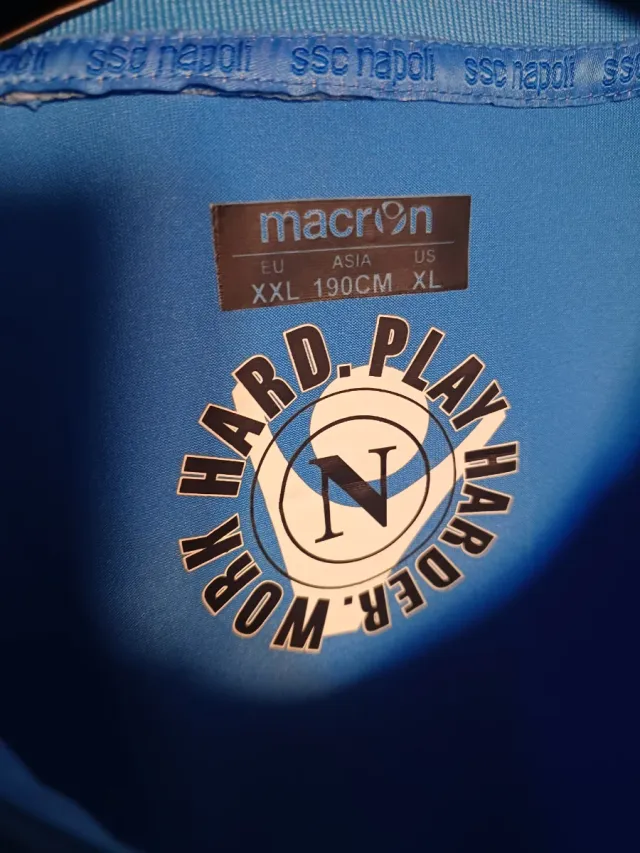 ssc napoli ssc napoli ssc napoli ssc
macron
EU ASIA US
XXL 190CM XL
WORK HARD. PLAY HARDER.
N